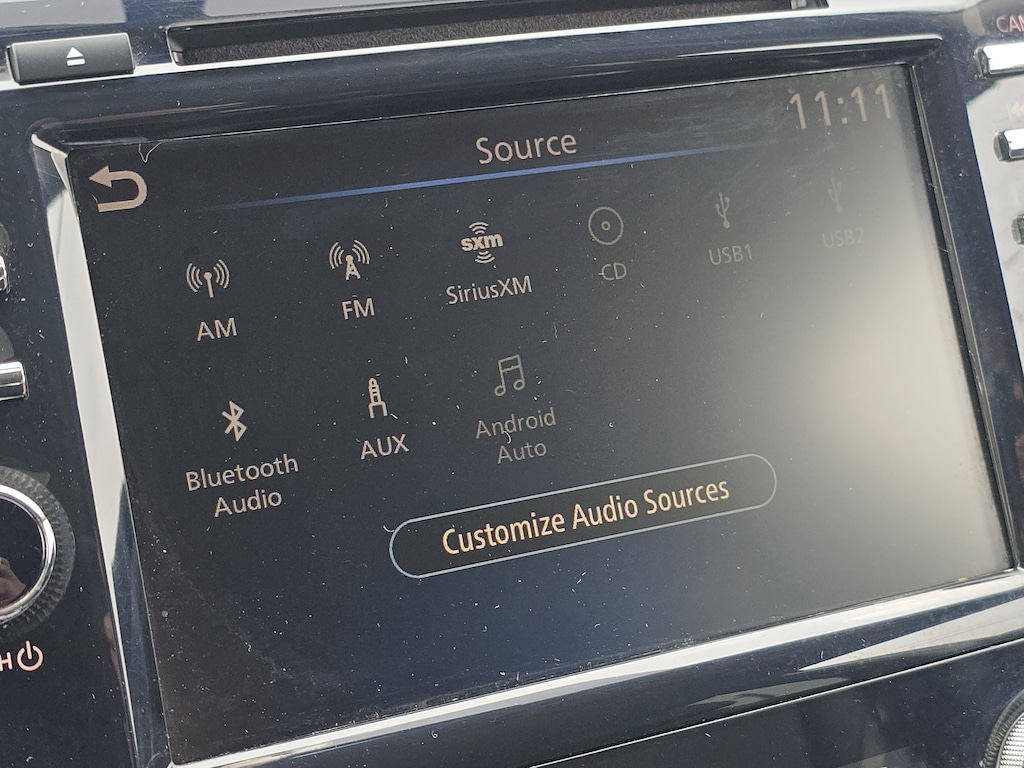 11:11
Source
AM
FM
sxm
SiriusXM
CD
USB1
USB2
Bluetooth
Audio
AUX
Android
Auto
Customize Audio Sources